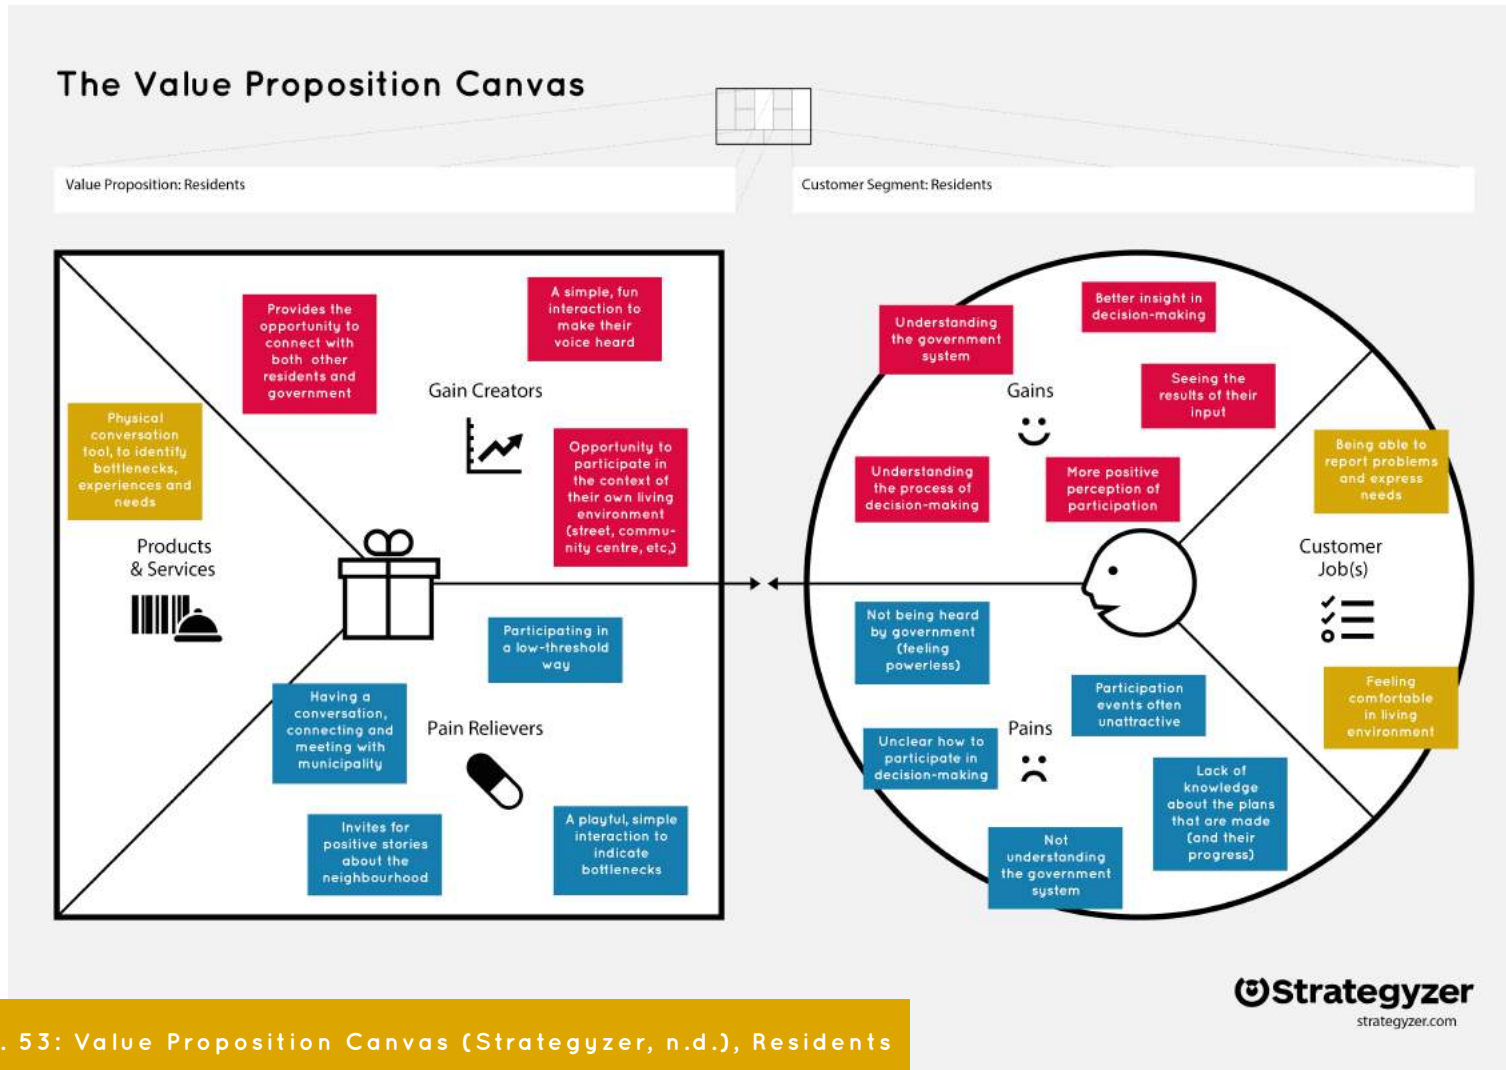 The Value Proposition Canvas
Value Proposition: Residents
Customer Segment: Residents
Provides the
opportunity to
connect with
both other
residents and
government
A simple, fun
interaction to
make their
voice heard
Gain Creators
Physical
conversation
tool, to identify
bottlenecks,
experiences and
needs
Opportunity to
participate in
the context of
their own living
environment
(street, commu-
nity centre, etc,)
Products
& Services
Participating in
a low-threshold
way
Having a
conversation,
connecting and
meeting with
municipality
Pain Relievers
Invites for
positive stories
about the
neighbourhood
A playful, simple
interaction to
indicate
bottlenecks
Understanding
the government
system
Better insight in
decision-making
Gains
Seeing the
results of their
input
Understanding
the process of
decision-making
More positive
perception of
participation
Being able to
report problems
and express
needs
Customer
Job(s)
Feeling
comfortable
in living
environment
Not being heard
by government
(feeling
powerless)
Participation
events often
unattractive
Pains
Unclear how to
participate in
decision-making
Lack of
knowledge
about the plans
that are made
(and their
progress)
Not
understanding
the government
system
Strategyzer
strategyzer.com
. 53: Value Proposition Canvas (Strategyzer, n.d.), Residents